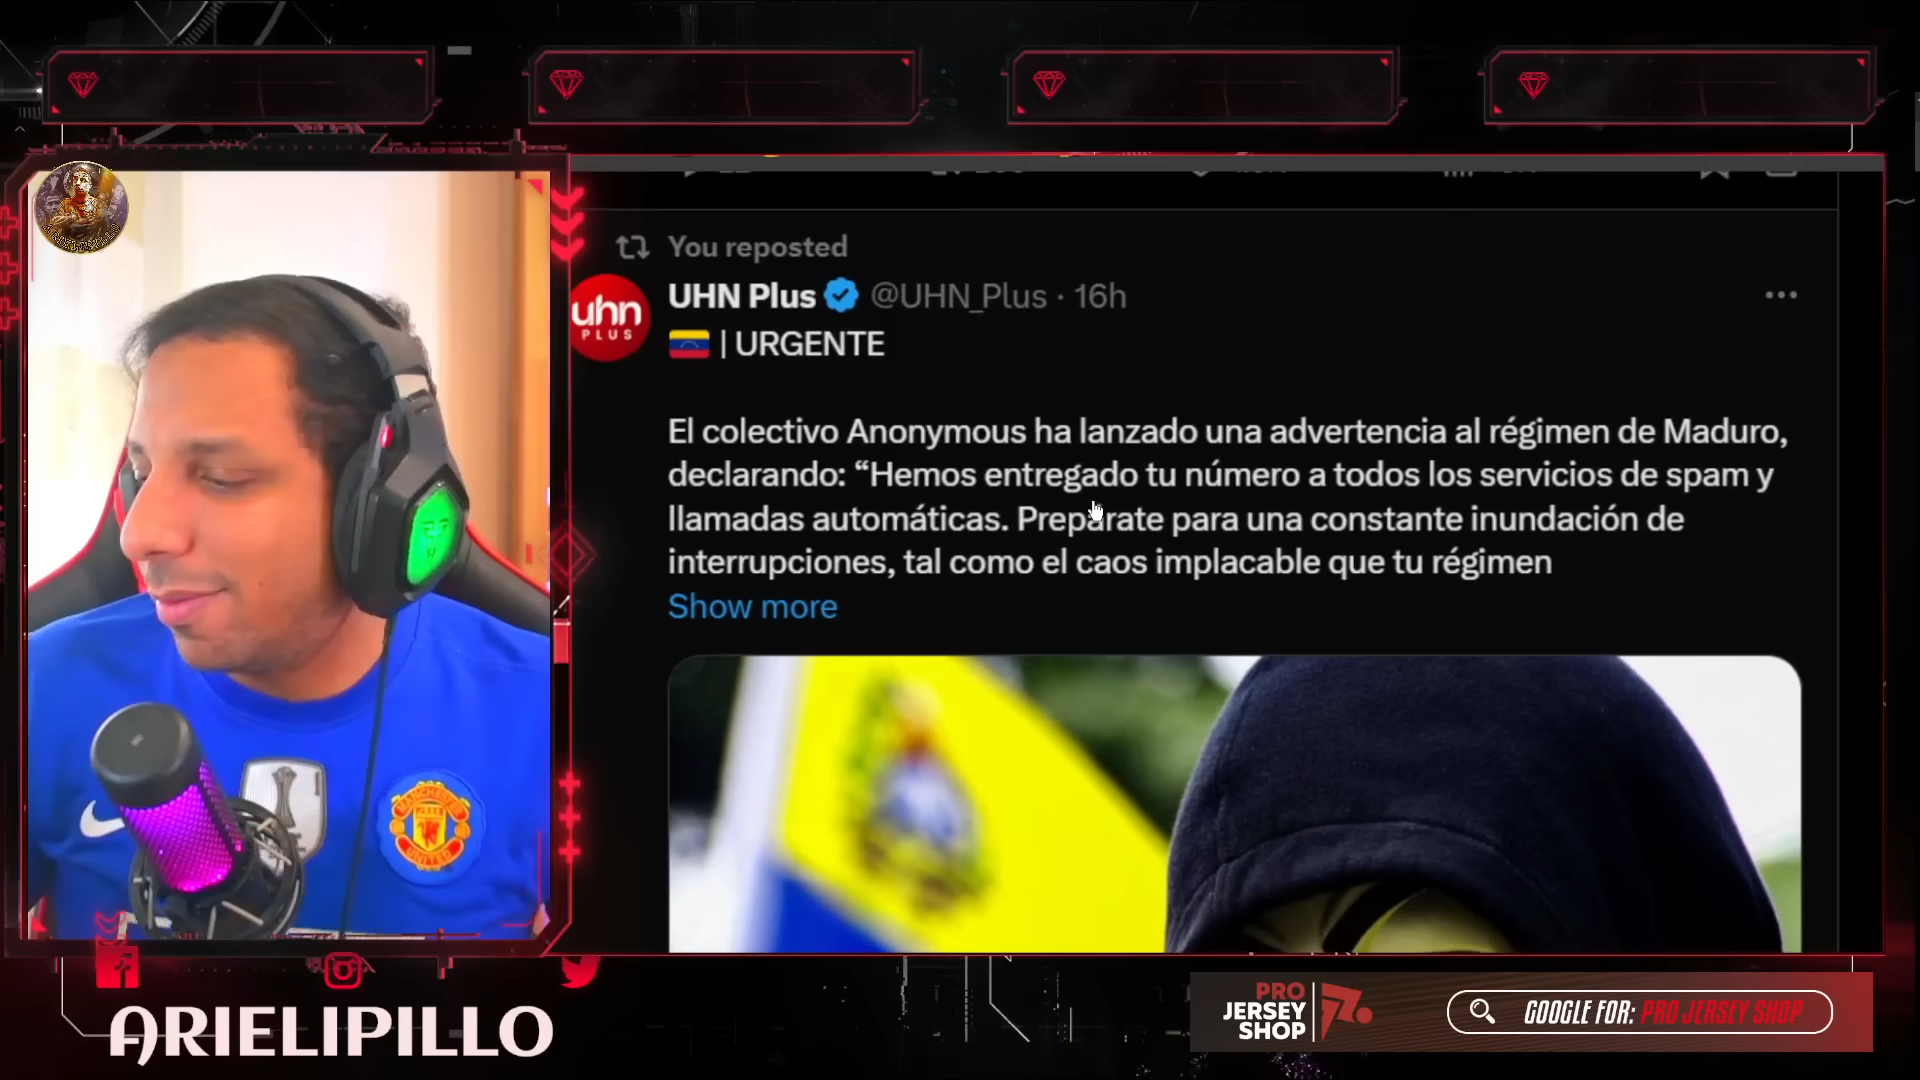 You reposted
UHN Plus @UHN_Plus · 16h
| URGENTE
El colectivo Anonymous ha lanzado una advertencia al régimen de Maduro,
declarando: “Hemos entregado tu número a todos los servicios de spam y
llamadas automáticas. Prepárate para una constante inundación de
interrupciones, tal como el caos implacable que tu régimen
Show more
uhn
PLUS
MANCHESTER
UNITED
ARIELIPILLO
PRO
JERSEY
SHOP
GOOGLE FOR: PRO JERSEY SHOP